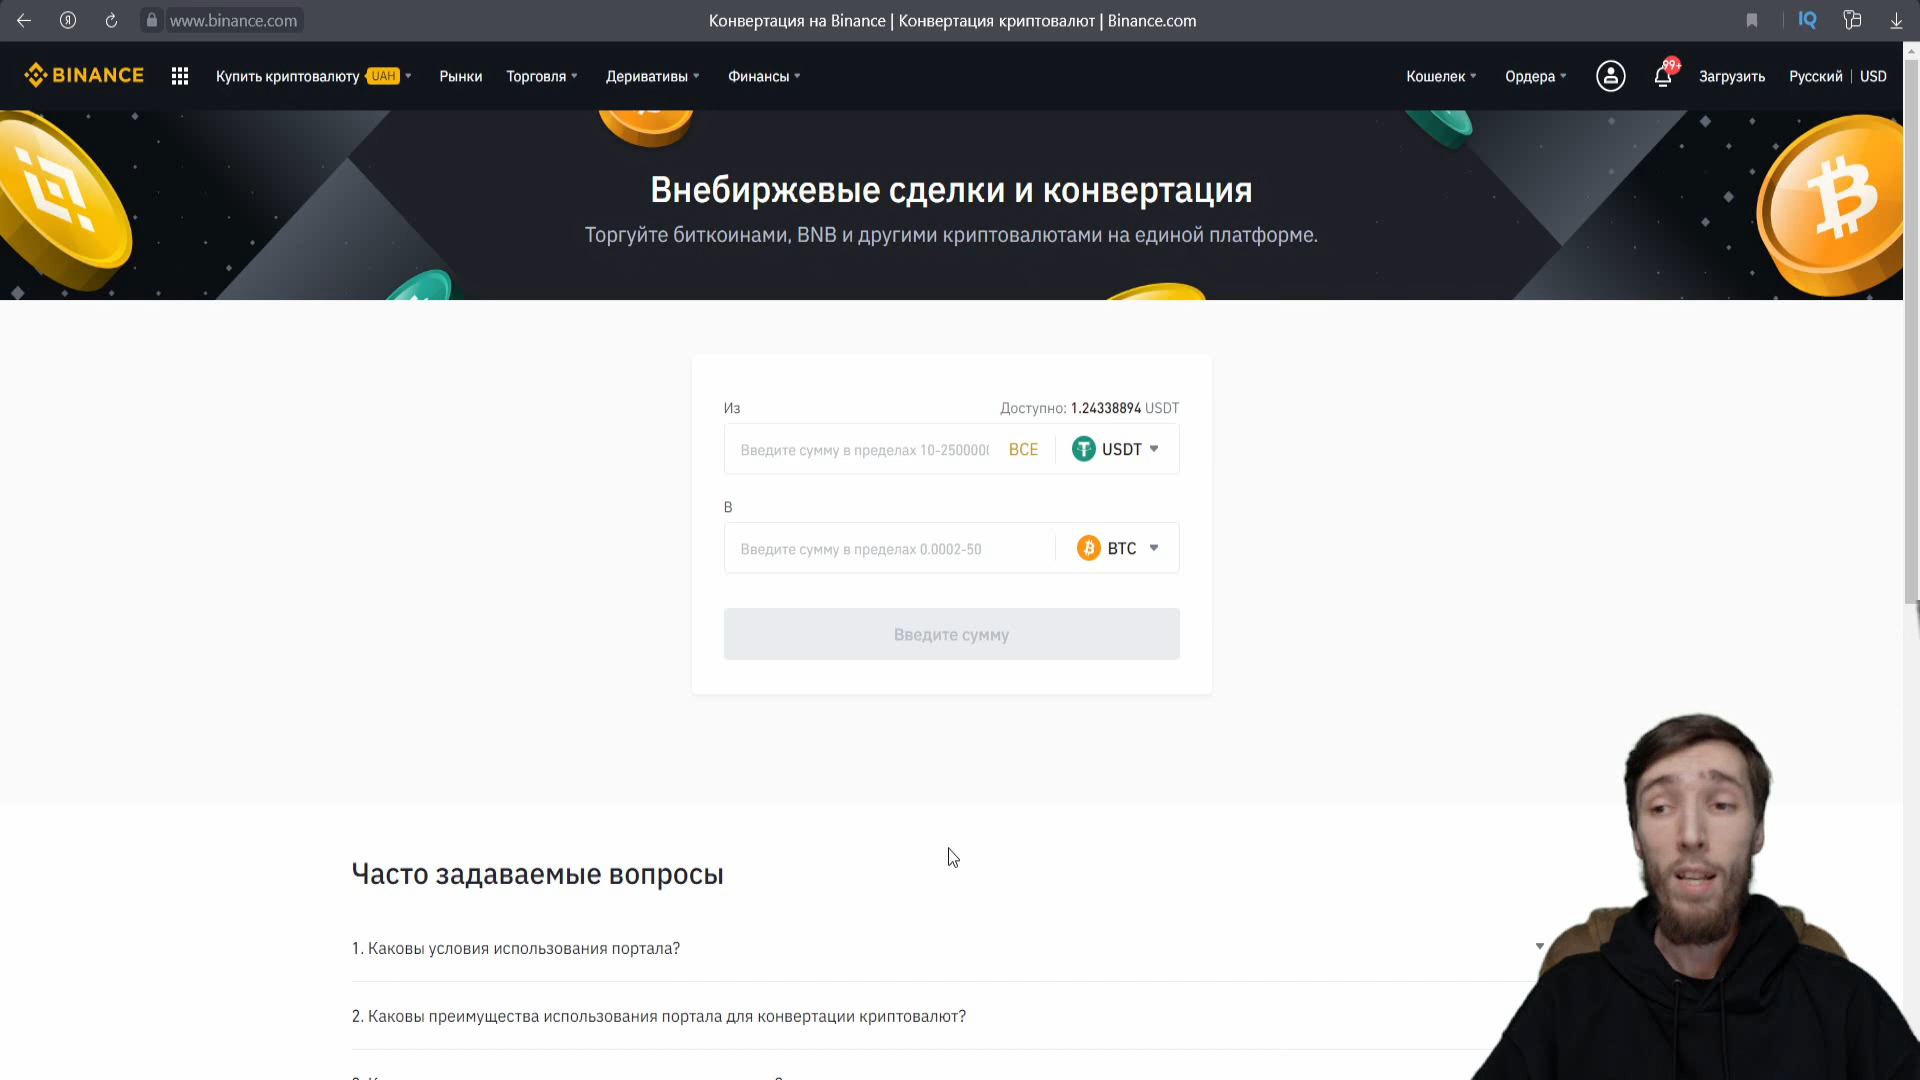 www.binance.com
Конвертация на Binance | Конвертация криптовалют | Binance.com
IQ
BINANCE
Купить криптовалюту UAH
Рынки
Торговля
Деривативы
Финансы
Кошелек
Ордера
99+
Загрузить
Русский | USD
Внебиржевые сделки и конвертация
Торгуйте биткоинами, BNB и другими криптовалютами на единой платформе.
Из
Доступно: 1.24338894 USDT
Введите сумму в пределах 10-2500000
ВСЕ
USDT
В
Введите сумму в пределах 0.0002-50
BTC
Введите сумму
Часто задаваемые вопросы
1. Каковы условия использования портала?
2. Каковы преимущества использования портала для конвертации криптовалют?